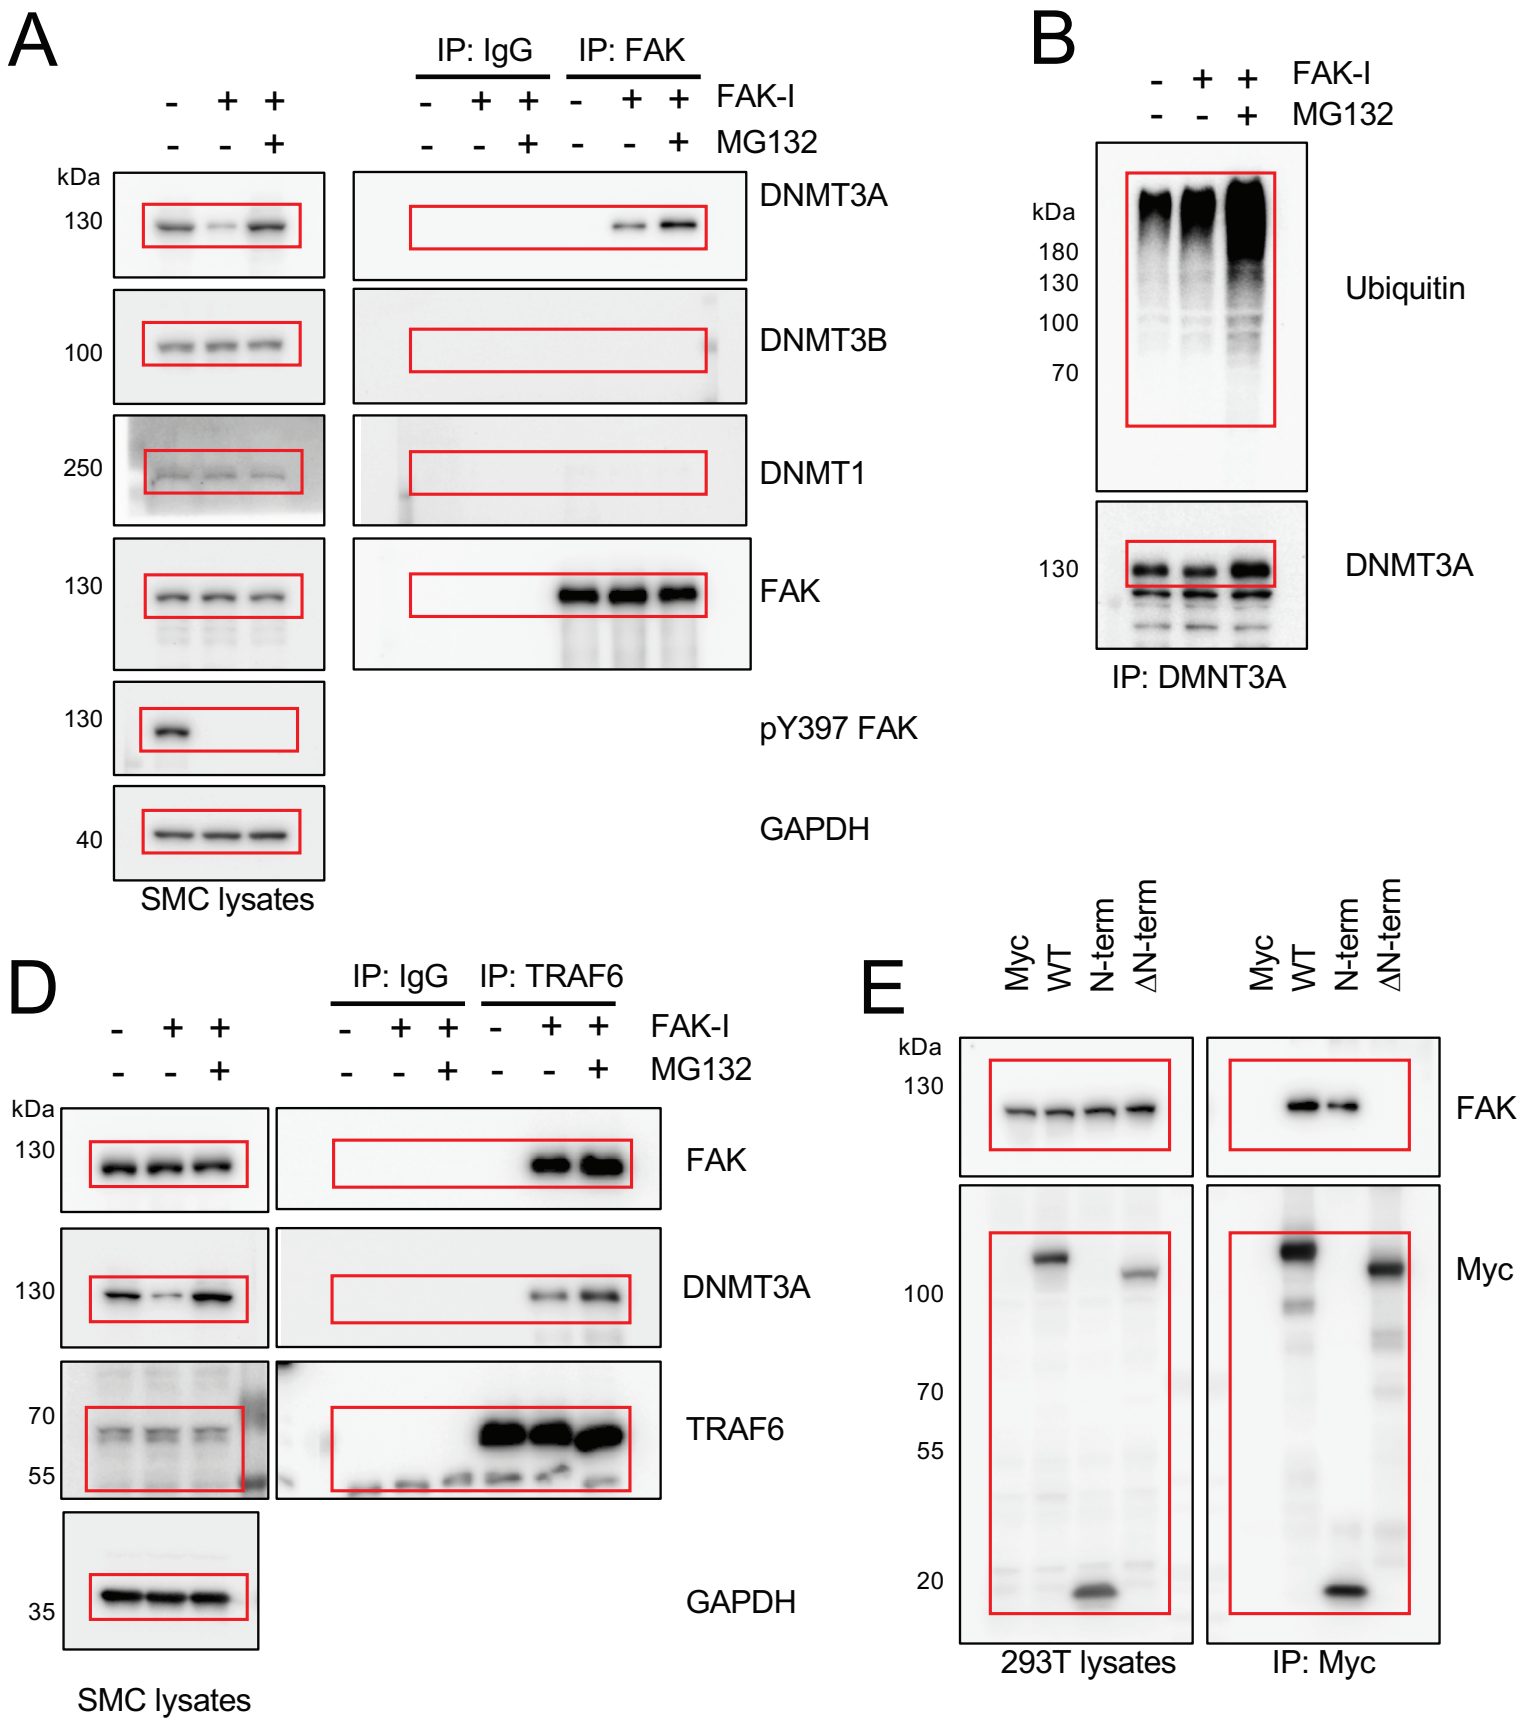 A
IP: IgG IP: FAK
- + + - + + - + + FAK-I
- - + - - + - - + MG132
kDa
130 DNMT3A
100 DNMT3B
250 DNMT1
130 FAK
130 pY397 FAK
40 GAPDH
SMC lysates
B
- + + FAK-I
- - + MG132
kDa
180
130
100
70
Ubiquitin
130 DNMT3A
IP: DMNT3A
D
IP: IgG IP: TRAF6
- + + - + + - + + FAK-I
- - + - - + - - + MG132
kDa
130 FAK
130 DNMT3A
70
55
TRAF6
35 GAPDH
SMC lysates
E
Myc WT N-term ΔN-term Myc WT N-term ΔN-term
kDa
130 FAK
100
70
55
20
Myc
293T lysates IP: Myc